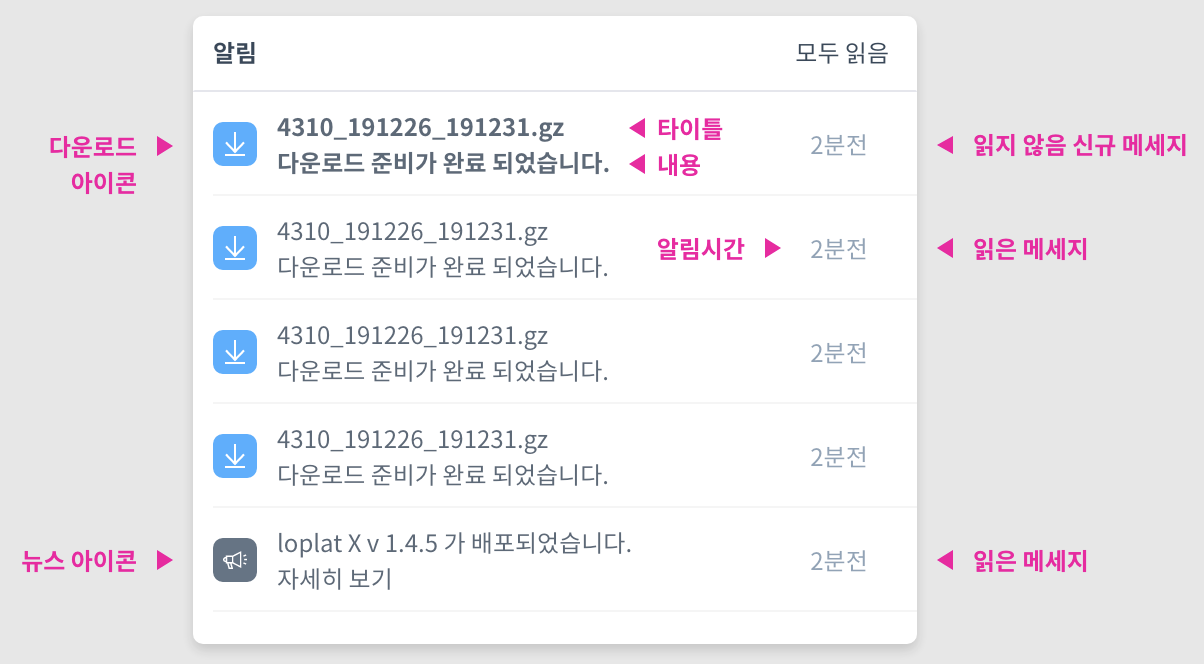 알림
모두 읽음
다운로드
아이콘
4310_191226_191231.gz
다운로드 준비가 완료 되었습니다.
타이틀
내용
2분전
읽지 않음 신규 메세지
4310_191226_191231.gz
다운로드 준비가 완료 되었습니다.
알림시간
2분전
읽은 메세지
4310_191226_191231.gz
다운로드 준비가 완료 되었습니다.
2분전
4310_191226_191231.gz
다운로드 준비가 완료 되었습니다.
2분전
뉴스 아이콘
loplat X v 1.4.5 가 배포되었습니다.
자세히 보기
2분전
읽은 메세지